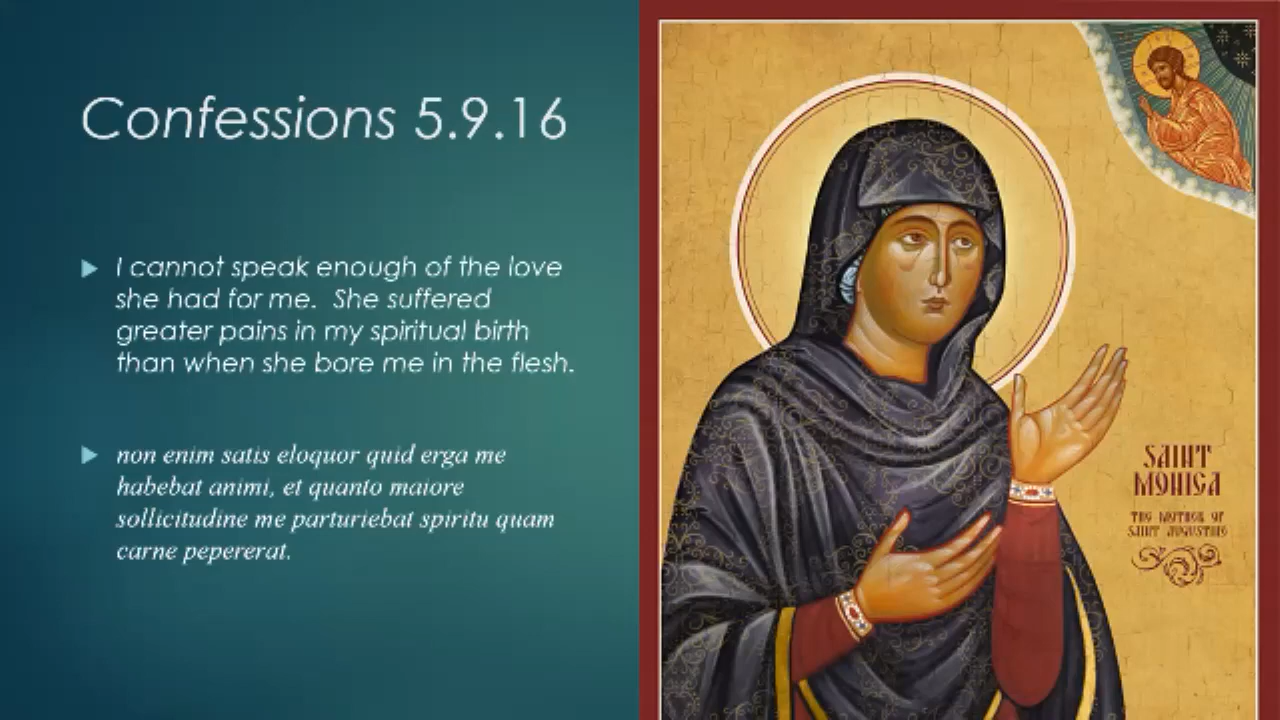 Confessions 5.9.16
I cannot speak enough of the love
she had for me. She suffered
greater pains in my spiritual birth
than when she bore me in the flesh.
non enim satis eloquor quid erga me
habebat animi, et quanto maiore
sollicitudine me parturiebat spiritu quam
carne pepererat.
SAINT
MONICA
THE MOTHER OF
SAINT AUGUSTINE